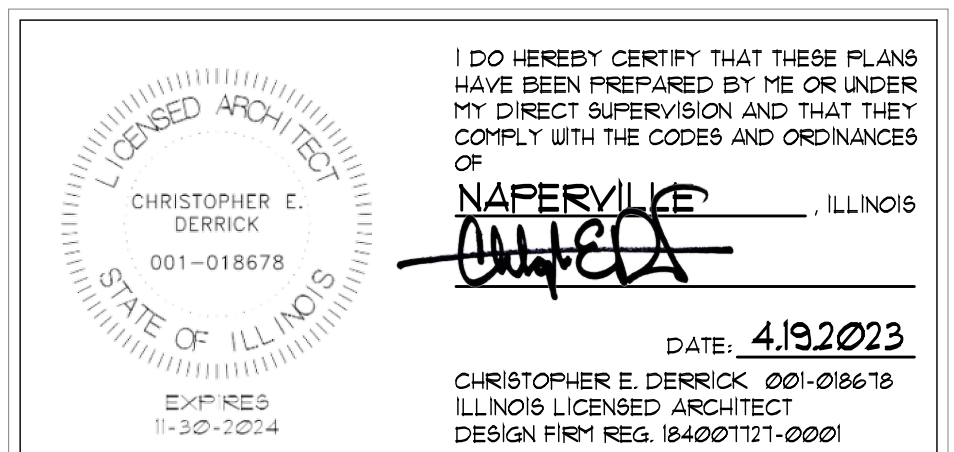 LICENSED ARCHITECT
CHRISTOPHER E.
DERRICK
001-018678
STATE OF ILLINOIS
EXPIRES
11-30-2024
I DO HEREBY CERTIFY THAT THESE PLANS
HAVE BEEN PREPARED BY ME OR UNDER
MY DIRECT SUPERVISION AND THAT THEY
COMPLY WITH THE CODES AND ORDINANCES
OF
NAPERVILLE, ILLINOIS
DATE: 4.19.2023
CHRISTOPHER E. DERRICK 001-018678
ILLINOIS LICENSED ARCHITECT
DESIGN FIRM REG. 184007727-0001